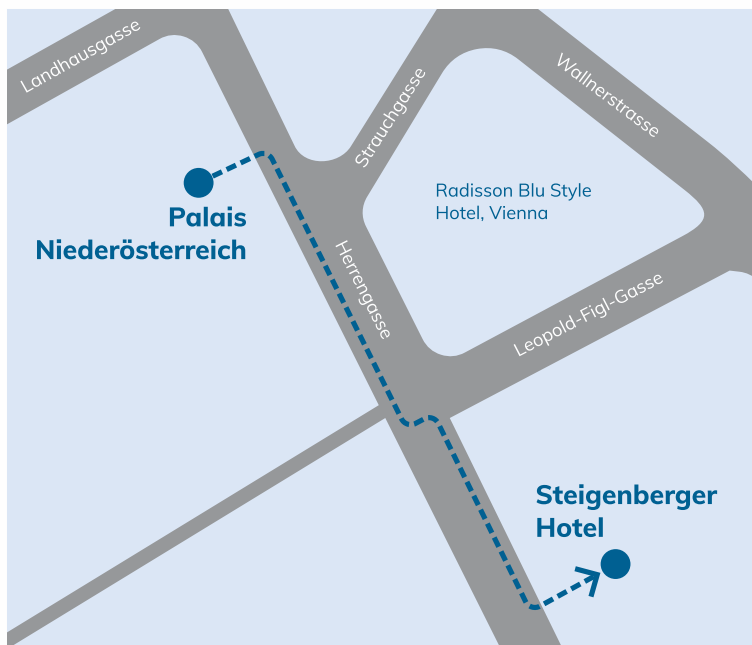 Landhausgasse
Strauchgasse
Wallnerstrasse
Radisson Blu Style
Hotel, Vienna
Palais
Niederösterreich
Herrengasse
Leopold-Figl-Gasse
Steigenberger
Hotel